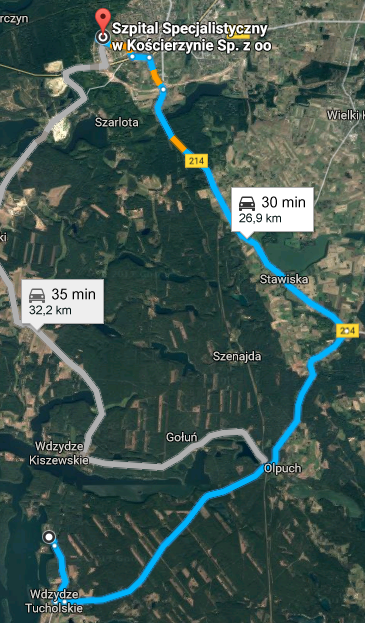 rczyn
Szpital Specjalistyczny
w Kościerzynie Sp. z oo
Szarlota
Wielki K
214
30 min
26,9 km
ki
Stawiska
35 min
32,2 km
214
Szenajda
Gołuń
Wdzydze
Kiszewskie
Olpuch
Wdzydze
Tucholskie